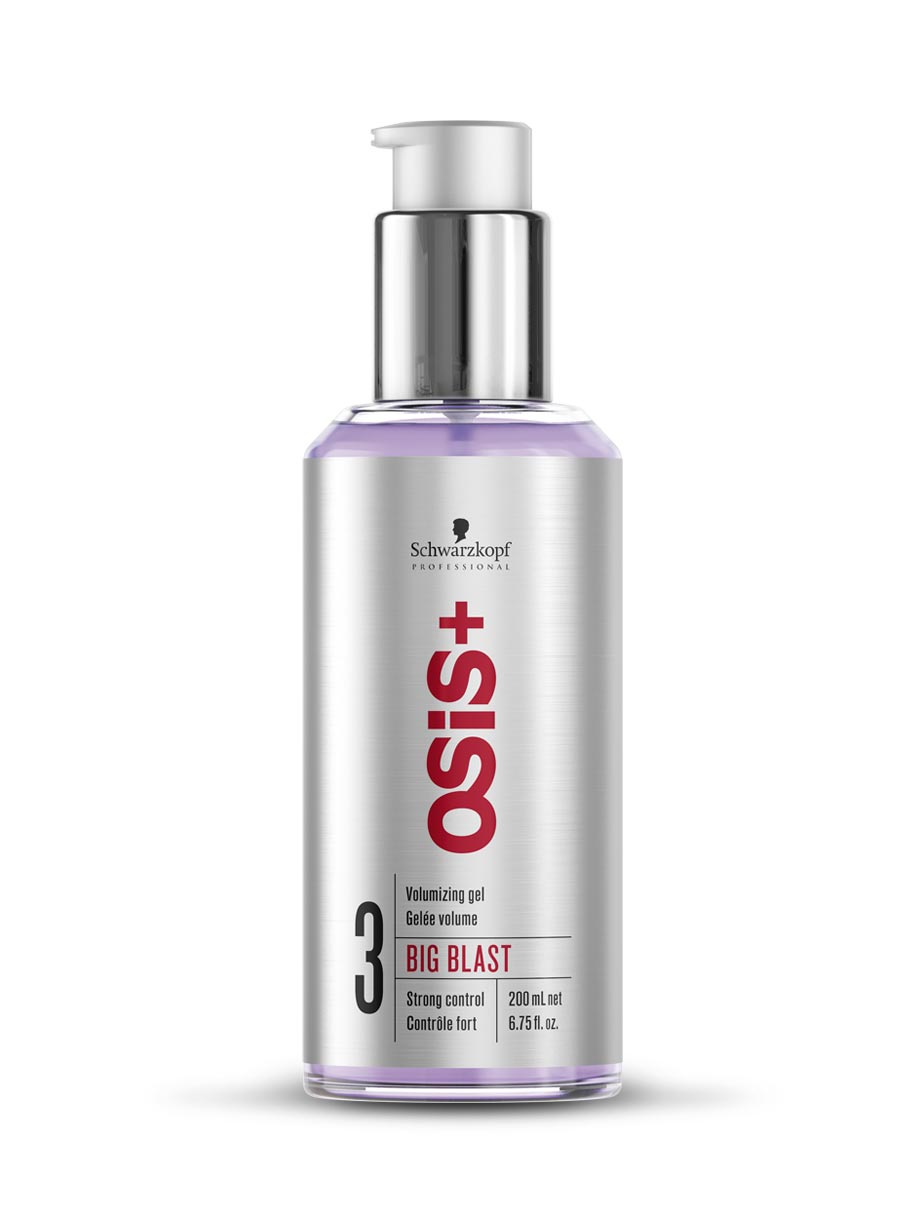 Schwarzkopf
PROFESSIONAL
OSiS+
3
Volumizing gel
Gelée volume
BIG BLAST
Strong control
Contrôle fort
200 mL net
6.75 fl. oz.